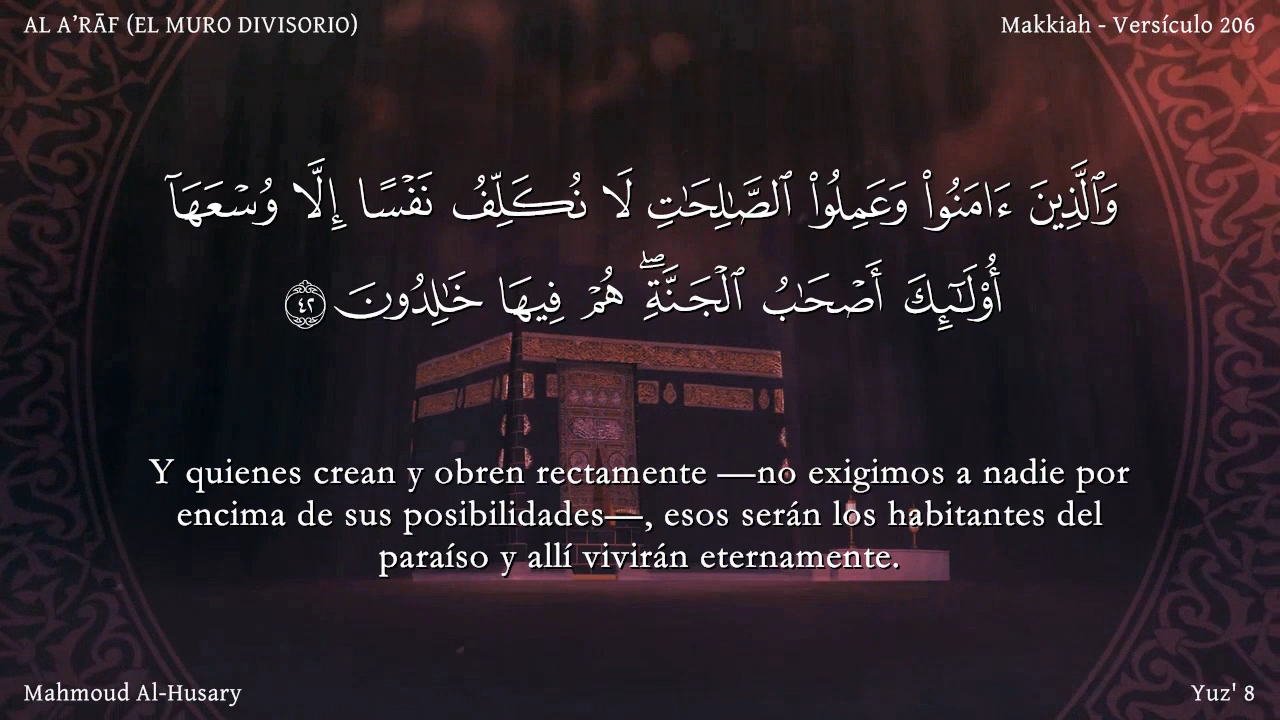 AL A’RĀF (EL MURO DIVISORIO)
Makkiah - Versículo 206
وَٱلَّذِينَ ءَامَنُوا۟ وَعَمِلُوا۟ ٱلصَّـٰلِحَـٰتِ لَا نُكَلِّفُ نَفْسًا إِلَّا وُسْعَهَآ
أُو۟لَـٰٓئِكَ أَصْحَـٰبُ ٱلْجَنَّةِ ۖ هُمْ فِيهَا خَـٰلِدُونَ ٤٢
Y quienes crean y obren rectamente —no exigimos a nadie por
encima de sus posibilidades—, esos serán los habitantes del
paraíso y allí vivirán eternamente.
Mahmoud Al-Husary
Yuz' 8